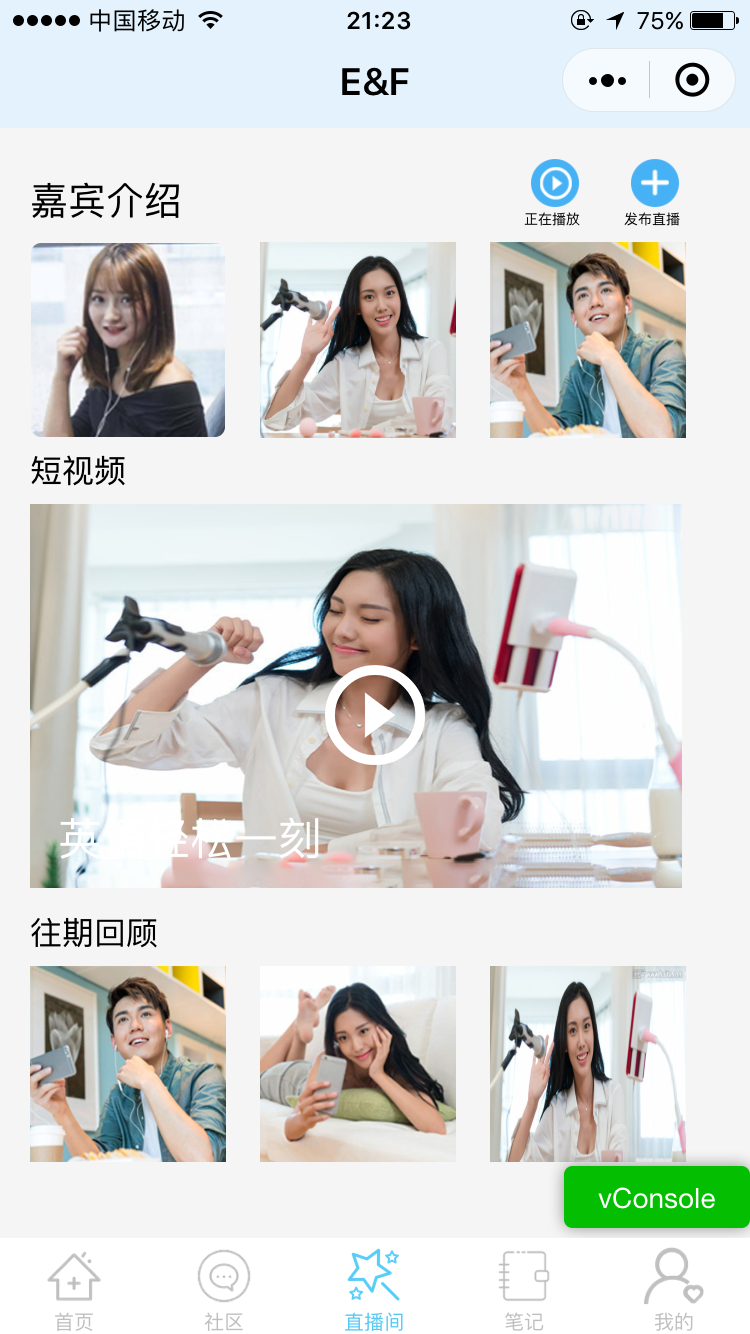 中国移动
21:23
75%
E&F
嘉宾介绍
正在播放
发布直播
短视频
英语轻松一刻
往期回顾
vConsole
首页
社区
直播间
笔记
我的